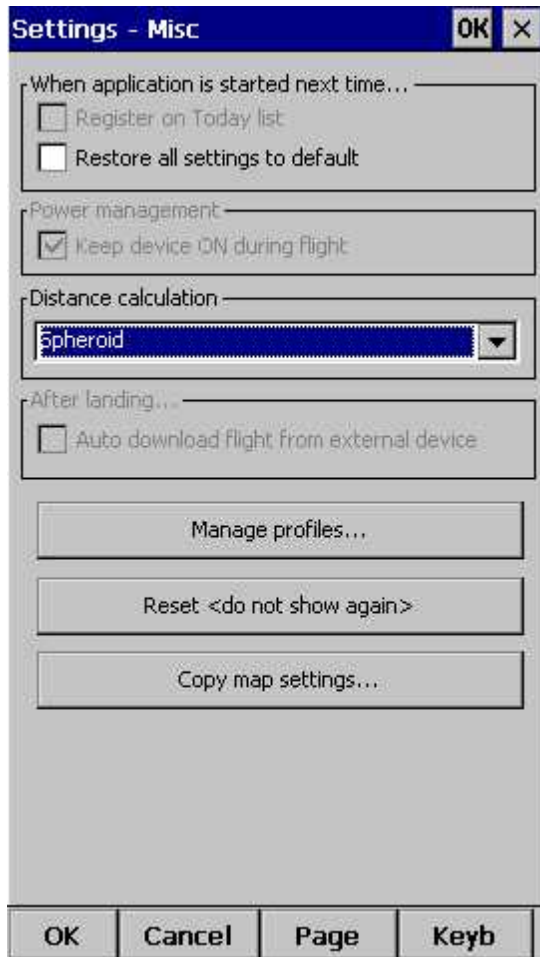 Settings - Misc OK ×
When application is started next time...
Register on Today list
Restore all settings to default
Power management
Keep device ON during flight
Distance calculation
Spheroid
After landing...
Auto download flight from external device
Manage profiles...
Reset <do not show again>
Copy map settings...
OK Cancel Page Keyb